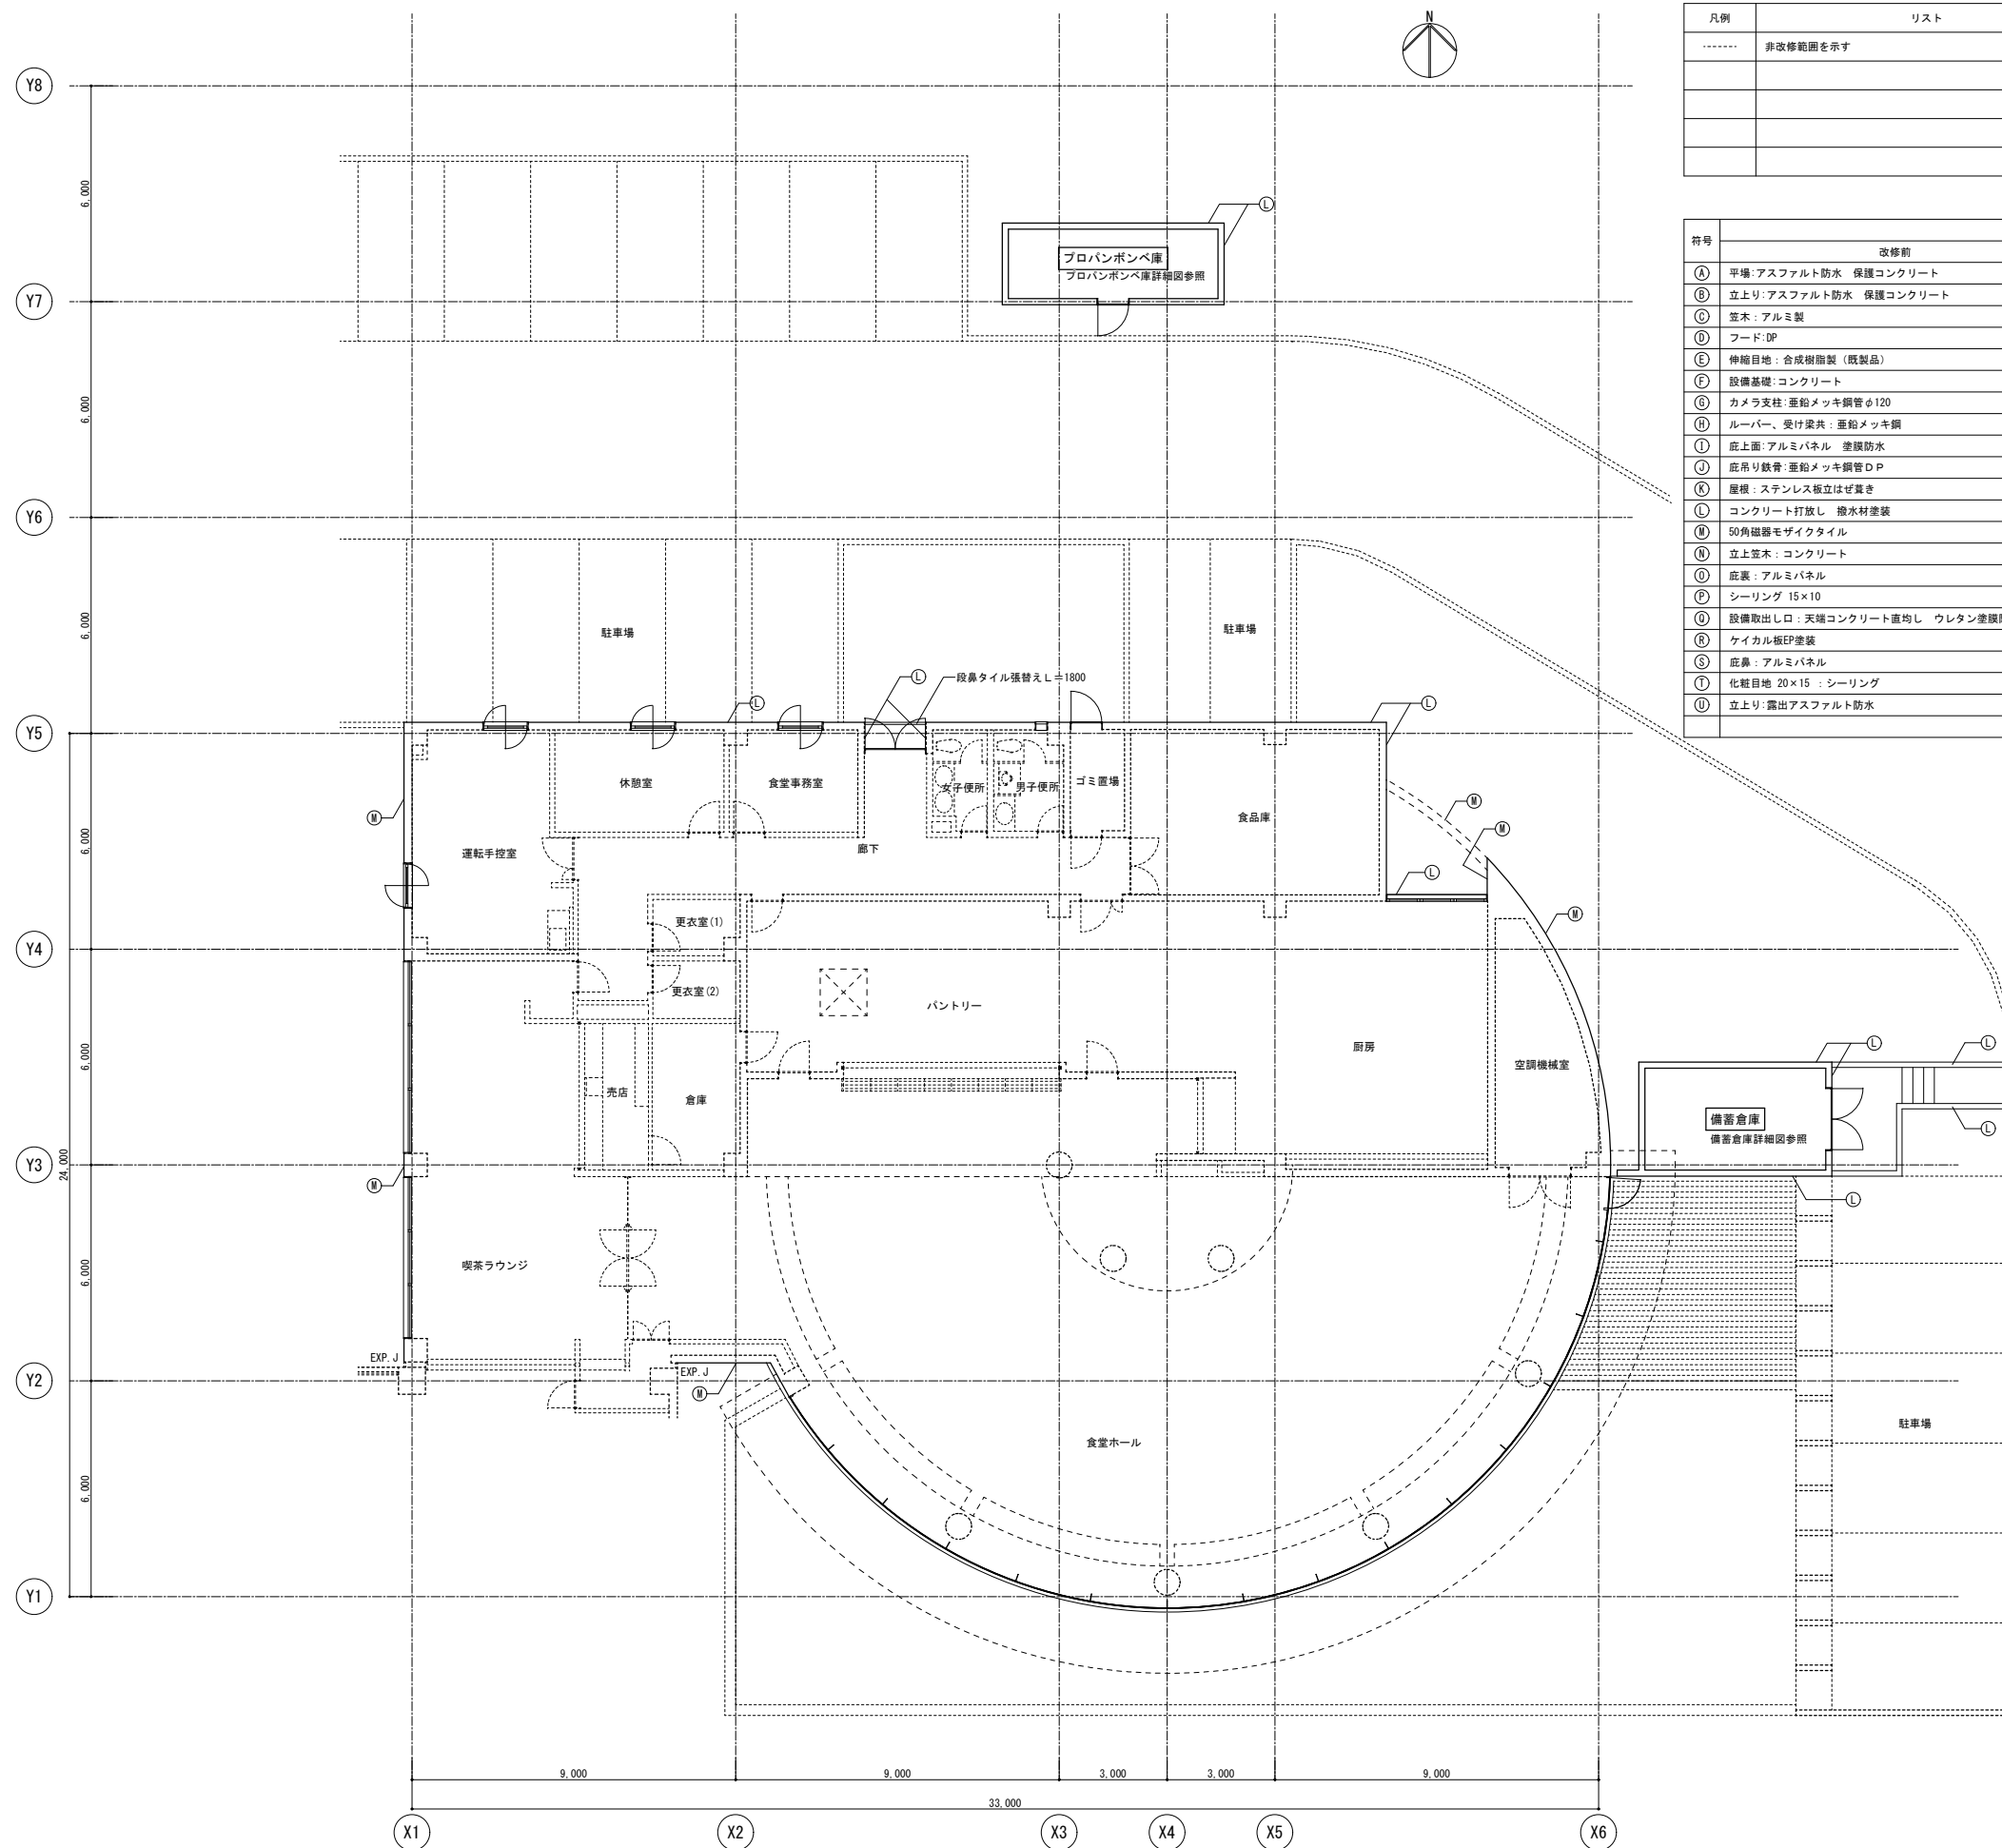 N
凡例 リスト
非改修範囲を示す
符号
改修前
A 平場:アスファルト防水 保護コンクリート
B 立上り:アスファルト防水 保護コンクリート
C 笠木:アルミ製
D フード:DP
E 伸縮目地:合成樹脂製(既製品)
F 設備基礎:コンクリート
G カメラ支柱:亜鉛メッキ鋼管φ120
H ルーバー、受け梁共:亜鉛メッキ鋼
I 庇上面:アルミパネル 塗膜防水
J 庇吊り鉄骨:亜鉛メッキ鋼管DP
K 屋根:ステンレス板立はぜ葺き
L コンクリート打放し 撥水材塗装
M 50角磁器モザイクタイル
N 立上笠木:コンクリート
O 庇裏:アルミパネル
P シーリング 15×10
Q 設備取出し口:天端コンクリート直均し ウレタン塗膜
R ケイカル板EP塗装
S 庇鼻:アルミパネル
T 化粧目地 20×15 :シーリング
U 立上り:露出アスファルト防水
Y8
6,000
L
プロパンボンベ庫
プロパンボンベ庫詳細図参照
Y7
6,000
Y6
6,000
駐車場
駐車場
L
段鼻タイル張替えL=1800
L
L
Y5
休憩室
食堂事務室
女子便所
男子便所
ゴミ置場
食品庫
M
M
M
6,000
運転手控室
廊下
L
更衣室(1)
M
Y4
更衣室(2)
パントリー
6,000
厨房
空調機械室
売店
倉庫
L
L
備蓄倉庫
備蓄倉庫詳細図参照
L
Y3
24,000
M
L
6,000
喫茶ラウンジ
EXP.J
EXP.J
Y2
M
駐車場
食堂ホール
6,000
Y1
9,000
9,000
3,000
3,000
9,000
33,000
X1
X2
X3
X4
X5
X6